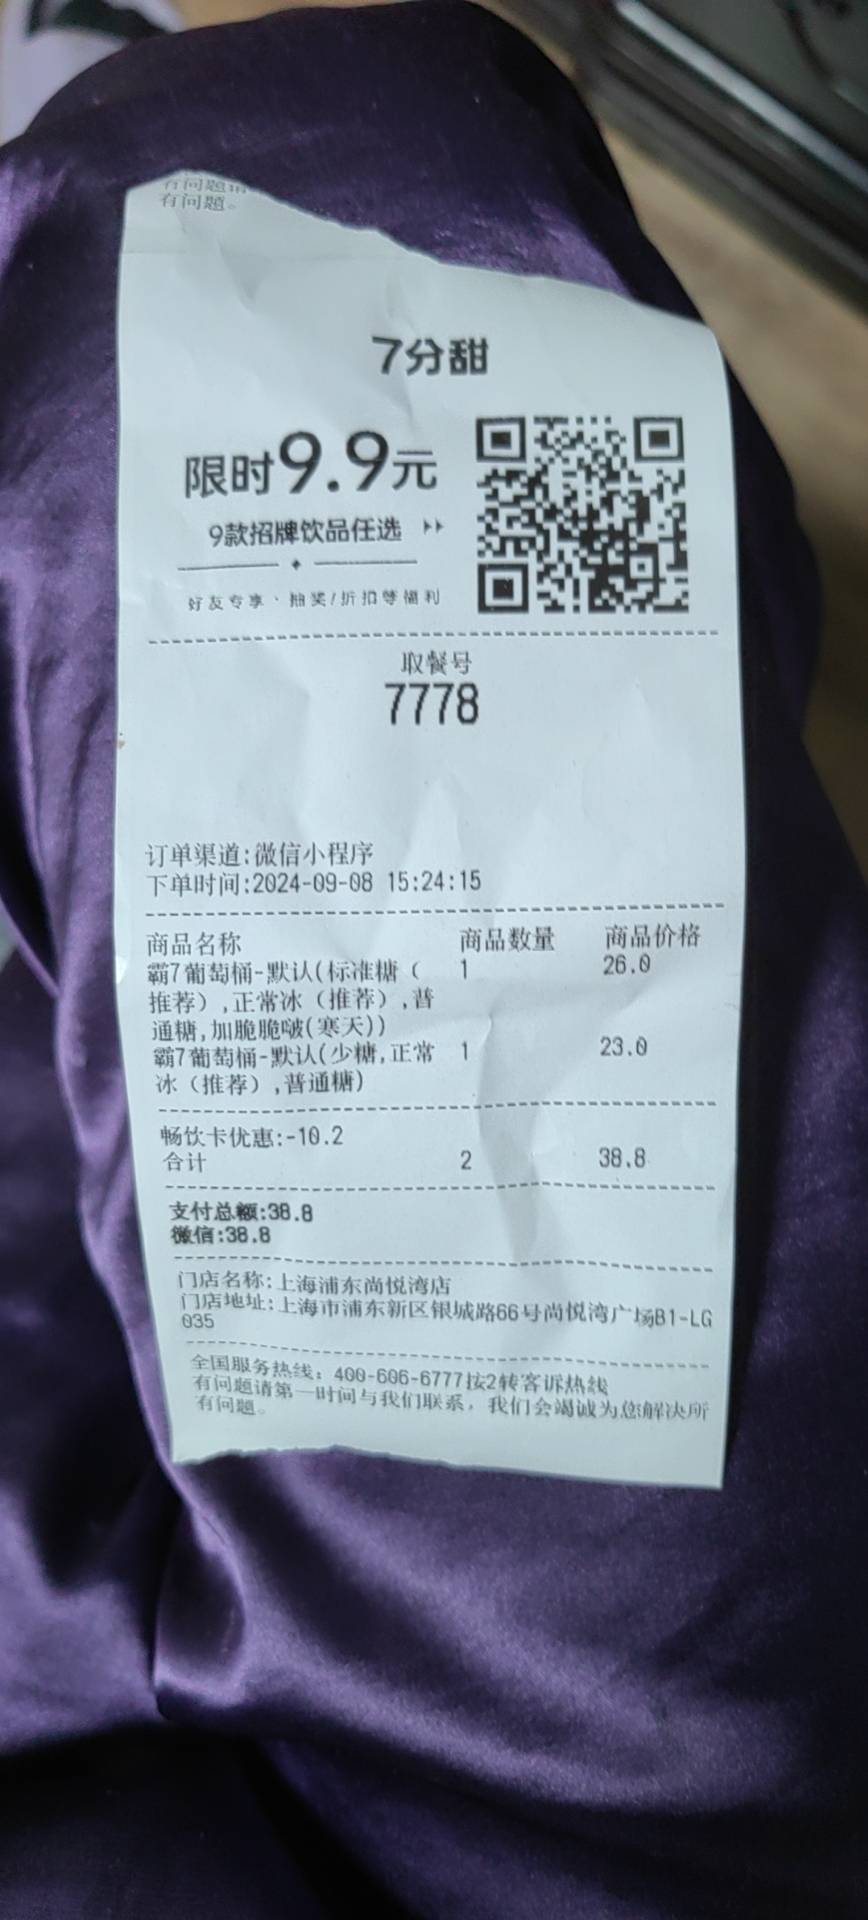 有问题请
有问题。
7分甜
限时9.9元
9款招牌饮品任选
好友专享·抽奖/折扣等福利
取餐号
7778
订单渠道:微信小程序
下单时间:2024-09-08 15:24:15
商品名称 商品数量 商品价格
霸7葡萄桶-默认(标准糖（ 1 26.0
推荐）,正常冰（推荐）,普
通糖,加脆脆啵(寒天))
霸7葡萄桶-默认(少糖,正常 1 23.0
冰（推荐）,普通糖)
畅饮卡优惠:-10.2
合计 2 38.8
支付总额:38.8
微信:38.8
门店名称:上海浦东尚悦湾店
门店地址:上海市浦东新区银城路66号尚悦湾广场B1-LG
035
全国服务热线：400-606-6777按2转客诉热线
有问题请第一时间与我们联系，我们会竭诚为您解决所
有问题。